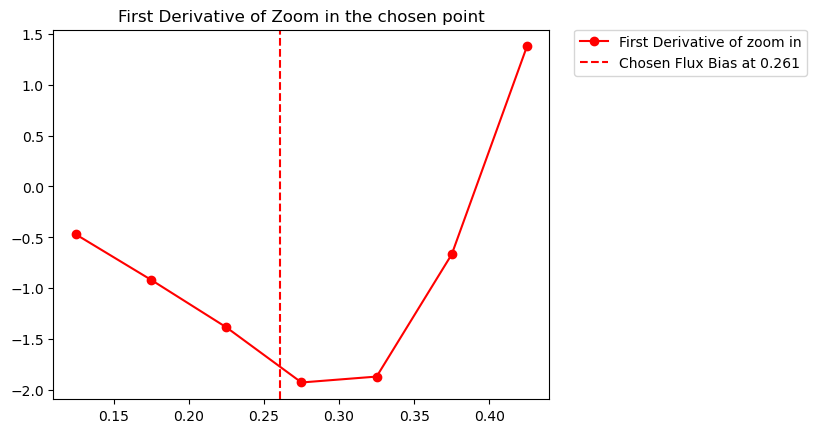 First Derivative of Zoom in the chosen point
First Derivative of zoom in
Chosen Flux Bias at 0.261
1.5
1.0
0.5
0.0
−0.5
−1.0
−1.5
−2.0
0.15 0.20 0.25 0.30 0.35 0.40